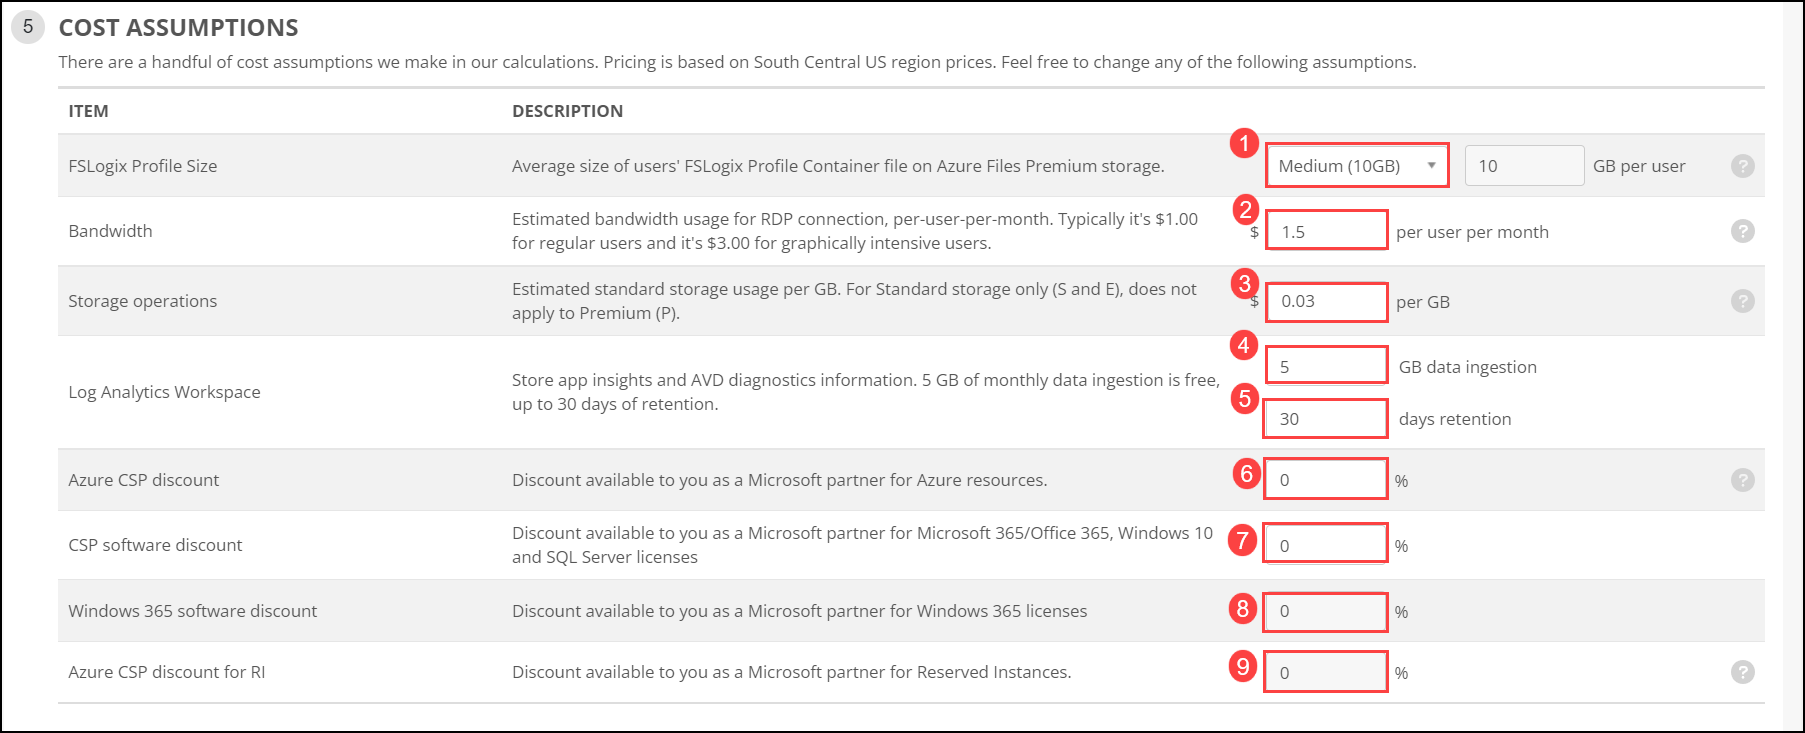 5 COST ASSUMPTIONS
There are a handful of cost assumptions we make in our calculations. Pricing is based on South Central US region prices. Feel free to change any of the following assumptions.
ITEM DESCRIPTION
FSLogix Profile Size Average size of users' FSLogix Profile Container file on Azure Files Premium storage. 1 Medium (10GB) 10 GB per user ?
Bandwidth Estimated bandwidth usage for RDP connection, per-user-per-month. Typically it's $1.00
for regular users and it's $3.00 for graphically intensive users. 2 $ 1.5 per user per month ?
Storage operations Estimated standard storage usage per GB. For Standard storage only (S and E), does not
apply to Premium (P). 3 $ 0.03 per GB ?
Log Analytics Workspace Store app insights and AVD diagnostics information. 5 GB of monthly data ingestion is free,
up to 30 days of retention. 4 5 GB data ingestion
5 30 days retention
Azure CSP discount Discount available to you as a Microsoft partner for Azure resources. 6 0 % ?
CSP software discount Discount available to you as a Microsoft partner for Microsoft 365/Office 365, Windows 10
and SQL Server licenses 7 0 %
Windows 365 software discount Discount available to you as a Microsoft partner for Windows 365 licenses 8 0 %
Azure CSP discount for RI Discount available to you as a Microsoft partner for Reserved Instances. 9 0 % ?